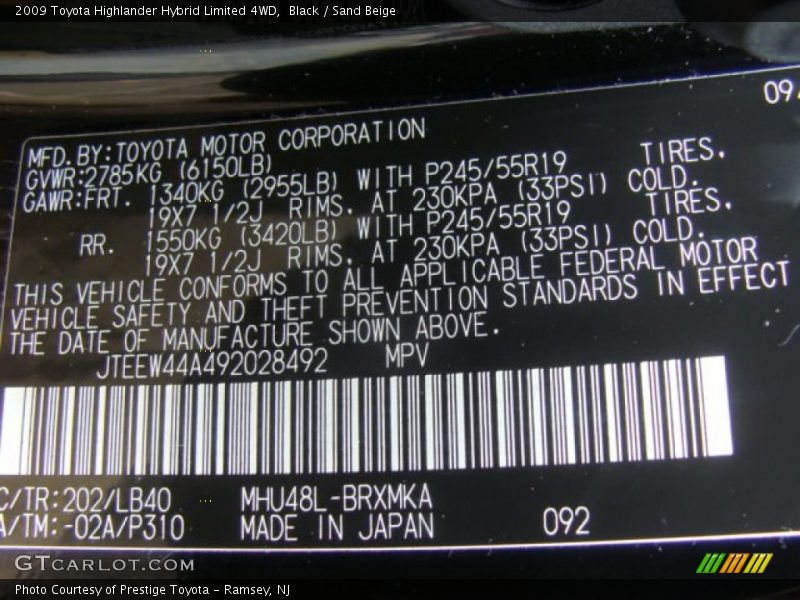 2009 Toyota Highlander Hybrid Limited 4WD, Black / Sand Beige
MFD.BY:TOYOTA MOTOR CORPORATION
GVWR:2785KG (6150LB)
GAWR:FRT. 1340KG (2955LB) WITH P245/55R19 TIRES,
19X7 1/2J RIMS, AT 230KPA (33PSI) COLD.
RR. 1550KG (3420LB) WITH P245/55R19 TIRES,
19X7 1/2J RIMS, AT 230KPA (33PSI) COLD.
THIS VEHICLE CONFORMS TO ALL APPLICABLE FEDERAL MOTOR
VEHICLE SAFETY AND THEFT PREVENTION STANDARDS IN EFFECT
THE DATE OF MANUFACTURE SHOWN ABOVE.
JTEEW44A492028492 MPV
C/TR:202/LB40 MHU48L-BRXMKA
A/TM:-02A/P310 MADE IN JAPAN 092
GTCARLOT.COM
Photo Courtesy of Prestige Toyota - Ramsey, NJ